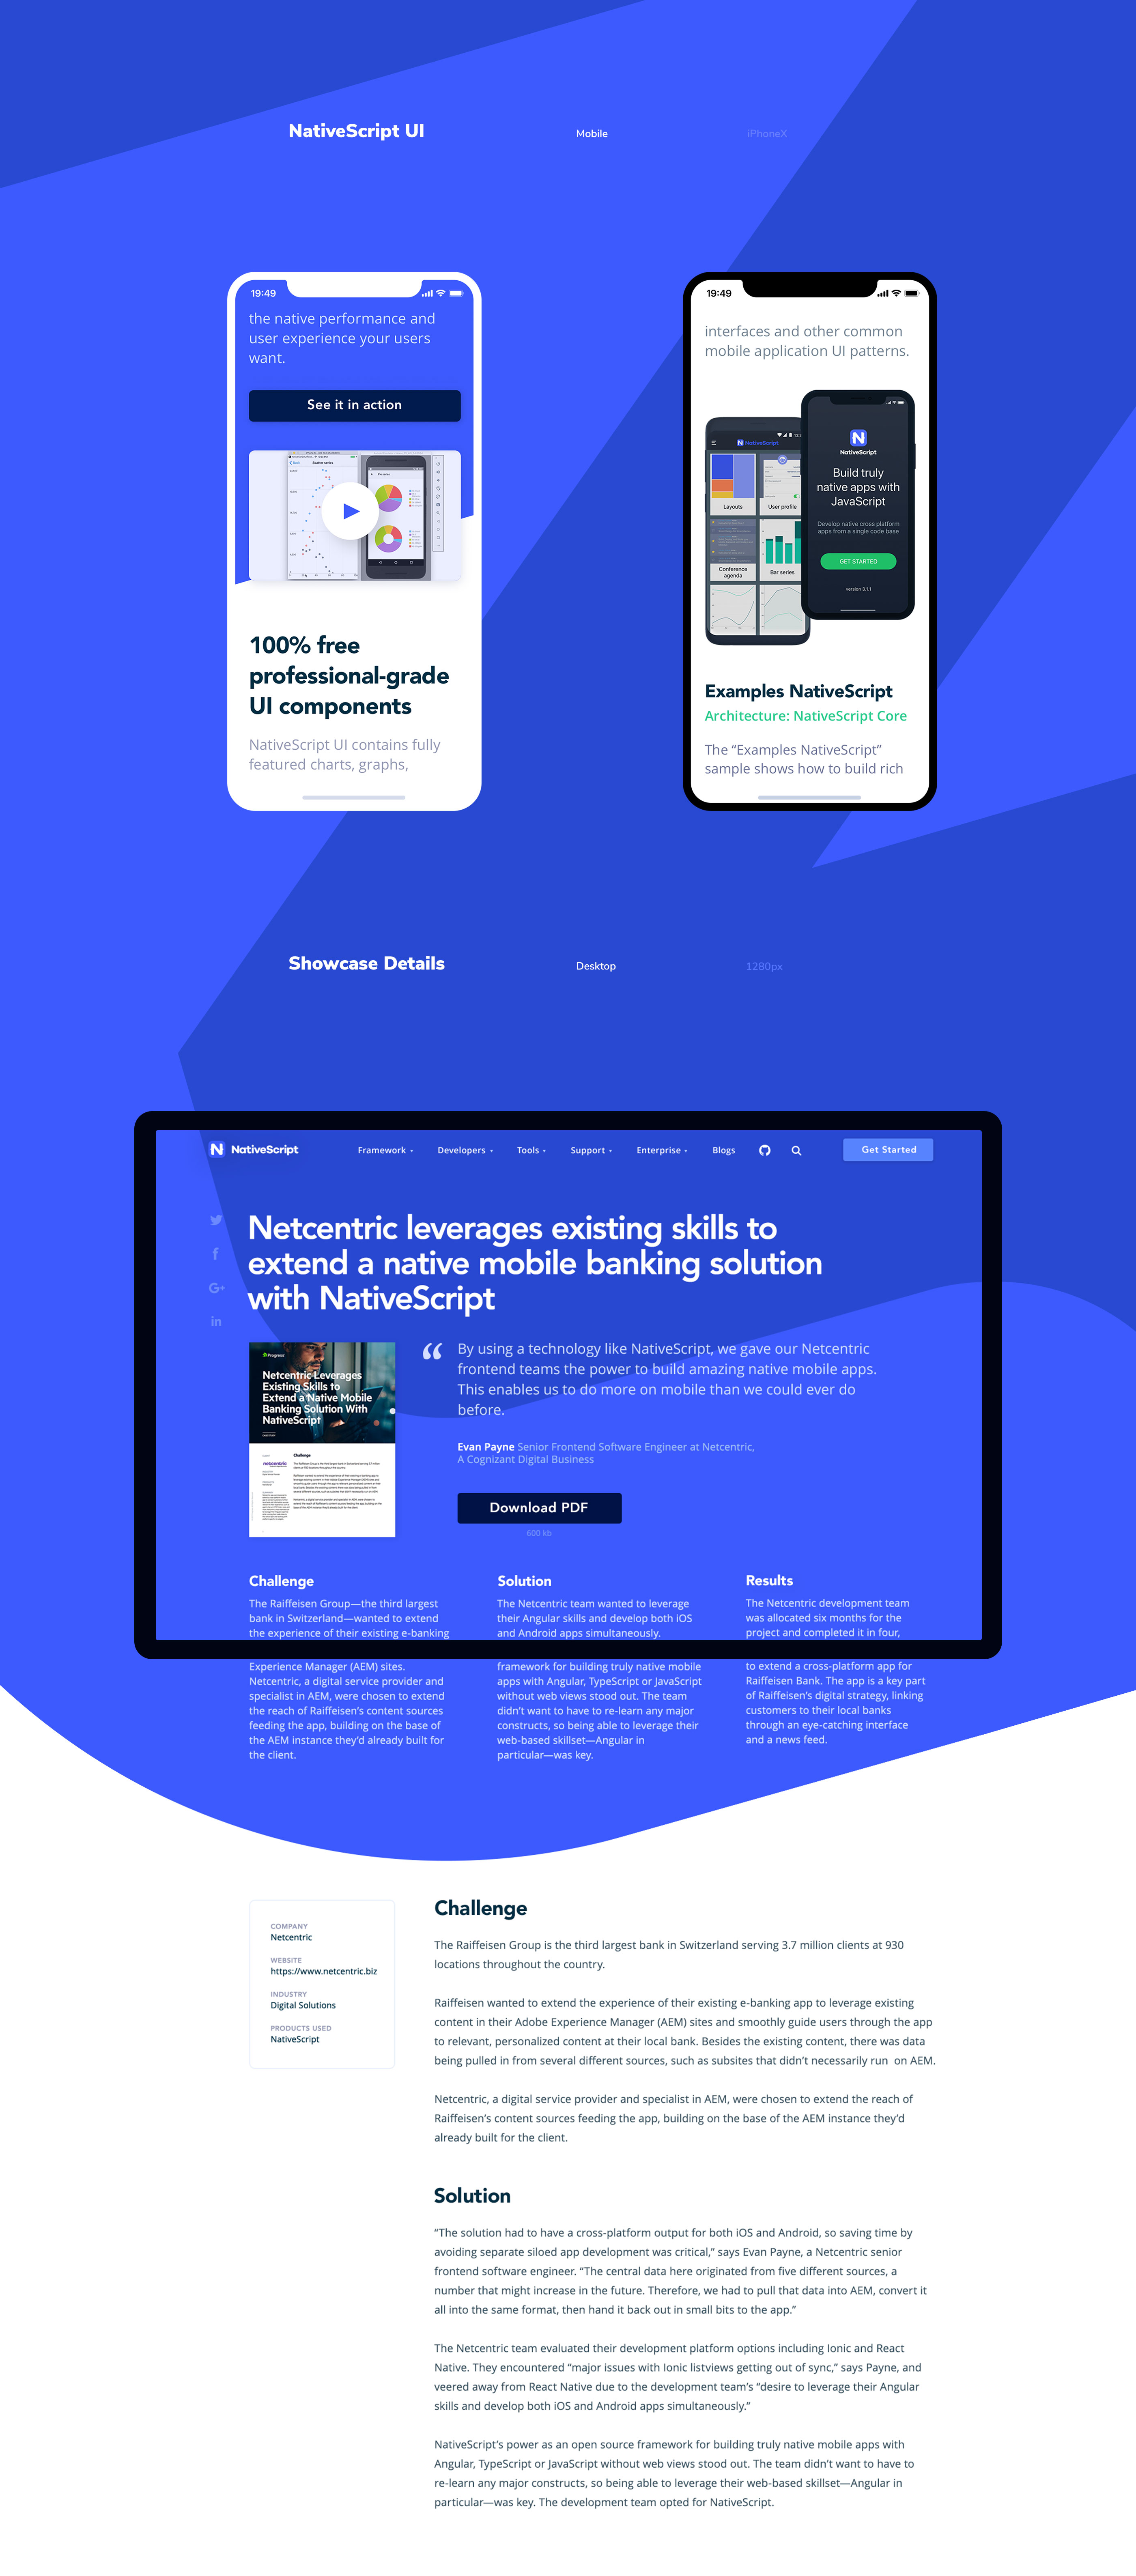 NativeScript UI
Mobile
iPhoneX
19:49
the native performance and
user experience your users
want.
See it in action
Scatter series
100% free
professional-grade
UI components
NativeScript UI contains fully
featured charts, graphs,
19:49
interfaces and other common
mobile application UI patterns.
NativeScript
Layouts
User profile
Conference
agenda
Bar series
NativeScript
Build truly
native apps with
JavaScript
Develop native cross platform
apps from a single code base
GET STARTED
version 3.1.1
Examples NativeScript
Architecture: NativeScript Core
The “Examples NativeScript”
sample shows how to build rich
Showcase Details
Desktop
1280px
NativeScript
Framework
Developers
Tools
Support
Enterprise
Blogs
Get Started
Netcentric leverages existing skills to
extend a native mobile banking solution
with NativeScript
Progress
Netcentric Leverages
Existing Skills to
Extend a Native Mobile
Banking Solution With
NativeScript
netcentric
Challenge
“ By using a technology like NativeScript, we gave our Netcentric
frontend teams the power to build amazing native mobile apps.
This enables us to do more on mobile than we could ever do
before.
Evan Payne Senior Frontend Software Engineer at Netcentric,
A Cognizant Digital Business
Download PDF
600 kb
Challenge
The Raiffeisen Group—the third largest
bank in Switzerland—wanted to extend
the experience of their existing e-banking
Experience Manager (AEM) sites.
Netcentric, a digital service provider and
specialist in AEM, were chosen to extend
the reach of Raiffeisen’s content sources
feeding the app, building on the base of
the AEM instance they’d already built for
the client.
Solution
The Netcentric team wanted to leverage
their Angular skills and develop both iOS
and Android apps simultaneously.
framework for building truly native mobile
apps with Angular, TypeScript or JavaScript
without web views stood out. The team
didn’t want to have to re-learn any major
constructs, so being able to leverage their
web-based skillset—Angular in
particular—was key.
Results
The Netcentric development team
was allocated six months for the
project and completed it in four,
to extend a cross-platform app for
Raiffeisen Bank. The app is a key part
of Raiffeisen’s digital strategy, linking
customers to their local banks
through an eye-catching interface
and a news feed.
COMPANY
Netcentric
WEBSITE
https://www.netcentric.biz
INDUSTRY
Digital Solutions
PRODUCTS USED
NativeScript
Challenge
The Raiffeisen Group is the third largest bank in Switzerland serving 3.7 million clients at 930
locations throughout the country.
Raiffeisen wanted to extend the experience of their existing e-banking app to leverage existing
content in their Adobe Experience Manager (AEM) sites and smoothly guide users through the app
to relevant, personalized content at their local bank. Besides the existing content, there was data
being pulled in from several different sources, such as subsites that didn’t necessarily run on AEM.
Netcentric, a digital service provider and specialist in AEM, were chosen to extend the reach of
Raiffeisen’s content sources feeding the app, building on the base of the AEM instance they’d
already built for the client.
Solution
“The solution had to have a cross-platform output for both iOS and Android, so saving time by
avoiding separate siloed app development was critical,” says Evan Payne, a Netcentric senior
frontend software engineer. “The central data here originated from five different sources, a
number that might increase in the future. Therefore, we had to pull that data into AEM, convert it
all into the same format, then hand it back out in small bits to the app.”
The Netcentric team evaluated their development platform options including Ionic and React
Native. They encountered “major issues with Ionic listviews getting out of sync,” says Payne, and
veered away from React Native due to the development team’s “desire to leverage their Angular
skills and develop both iOS and Android apps simultaneously.”
NativeScript’s power as an open source framework for building truly native mobile apps with
Angular, TypeScript or JavaScript without web views stood out. The team didn’t want to have to
re-learn any major constructs, so being able to leverage their web-based skillset—Angular in
particular—was key. The development team opted for NativeScript.